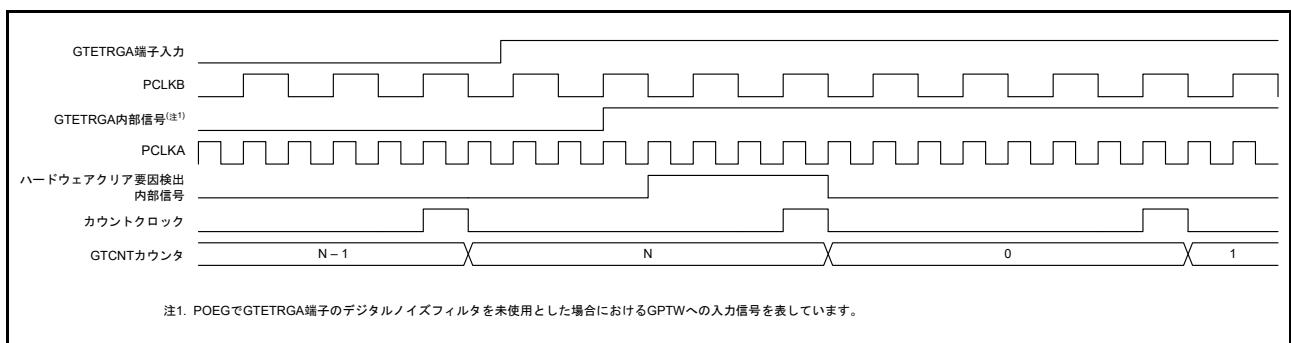 GTETRGA端子入力
PCLKB
GTETRGA内部信号(注1)
PCLKA
ハードウェアクリア要因検出
内部信号
カウントクロック
GTCNTカウンタ
N – 1
N
0
1
注1. POEGでGTETRGA端子のデジタルノイズフィルタを未使用とした場合におけるGPTWへの入力信号を表しています。